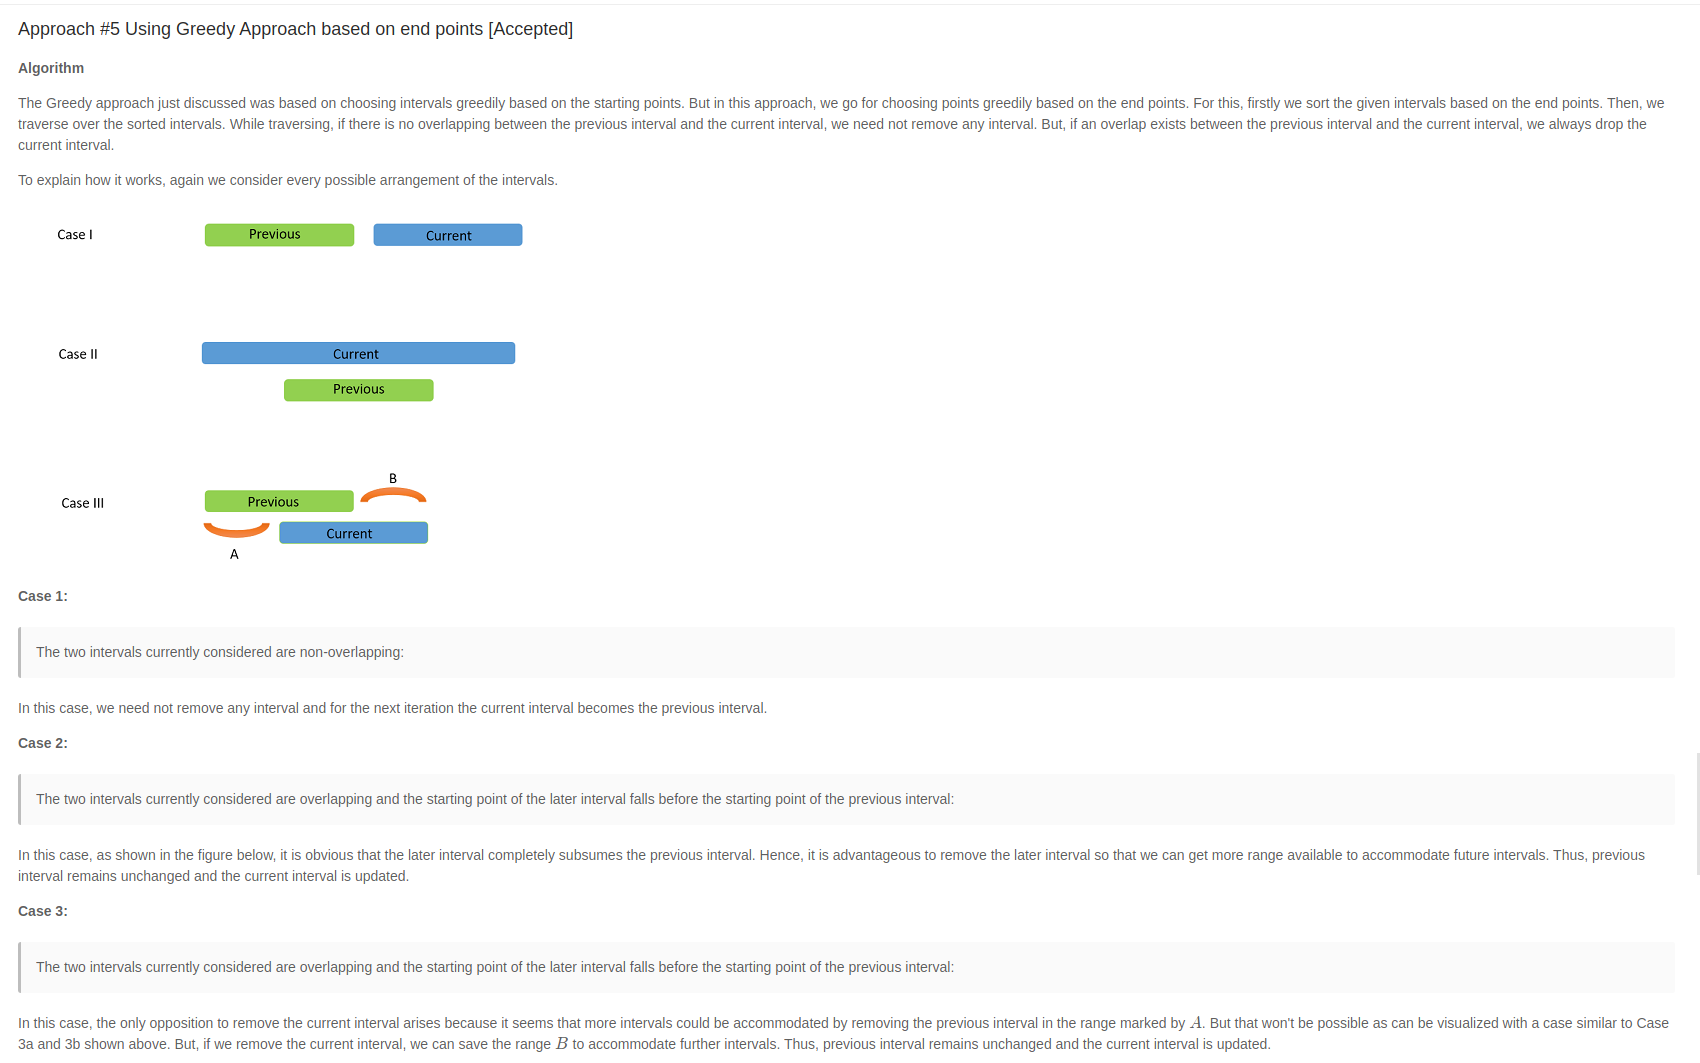 Approach #5 Using Greedy Approach based on end points [Accepted]
Algorithm
The Greedy approach just discussed was based on choosing intervals greedily based on the starting points. But in this approach, we go for choosing points greedily based on the end points. For this, firstly we sort the given intervals based on the end points. Then, we
traverse over the sorted intervals. While traversing, if there is no overlapping between the previous interval and the current interval, we need not remove any interval. But, if an overlap exists between the previous interval and the current interval, we always drop the
current interval.
To explain how it works, again we consider every possible arrangement of the intervals.
Case I Previous Current
Case II Current
Previous
B
Case III Previous
Current
A
Case 1:
The two intervals currently considered are non-overlapping:
In this case, we need not remove any interval and for the next iteration the current interval becomes the previous interval.
Case 2:
The two intervals currently considered are overlapping and the starting point of the later interval falls before the starting point of the previous interval:
In this case, as shown in the figure below, it is obvious that the later interval completely subsumes the previous interval. Hence, it is advantageous to remove the later interval so that we can get more range available to accommodate future intervals. Thus, previous
interval remains unchanged and the current interval is updated.
Case 3:
The two intervals currently considered are overlapping and the starting point of the later interval falls before the starting point of the previous interval:
In this case, the only opposition to remove the current interval arises because it seems that more intervals could be accommodated by removing the previous interval in the range marked by A. But that won't be possible as can be visualized with a case similar to Case
3a and 3b shown above. But, if we remove the current interval, we can save the range B to accommodate further intervals. Thus, previous interval remains unchanged and the current interval is updated.